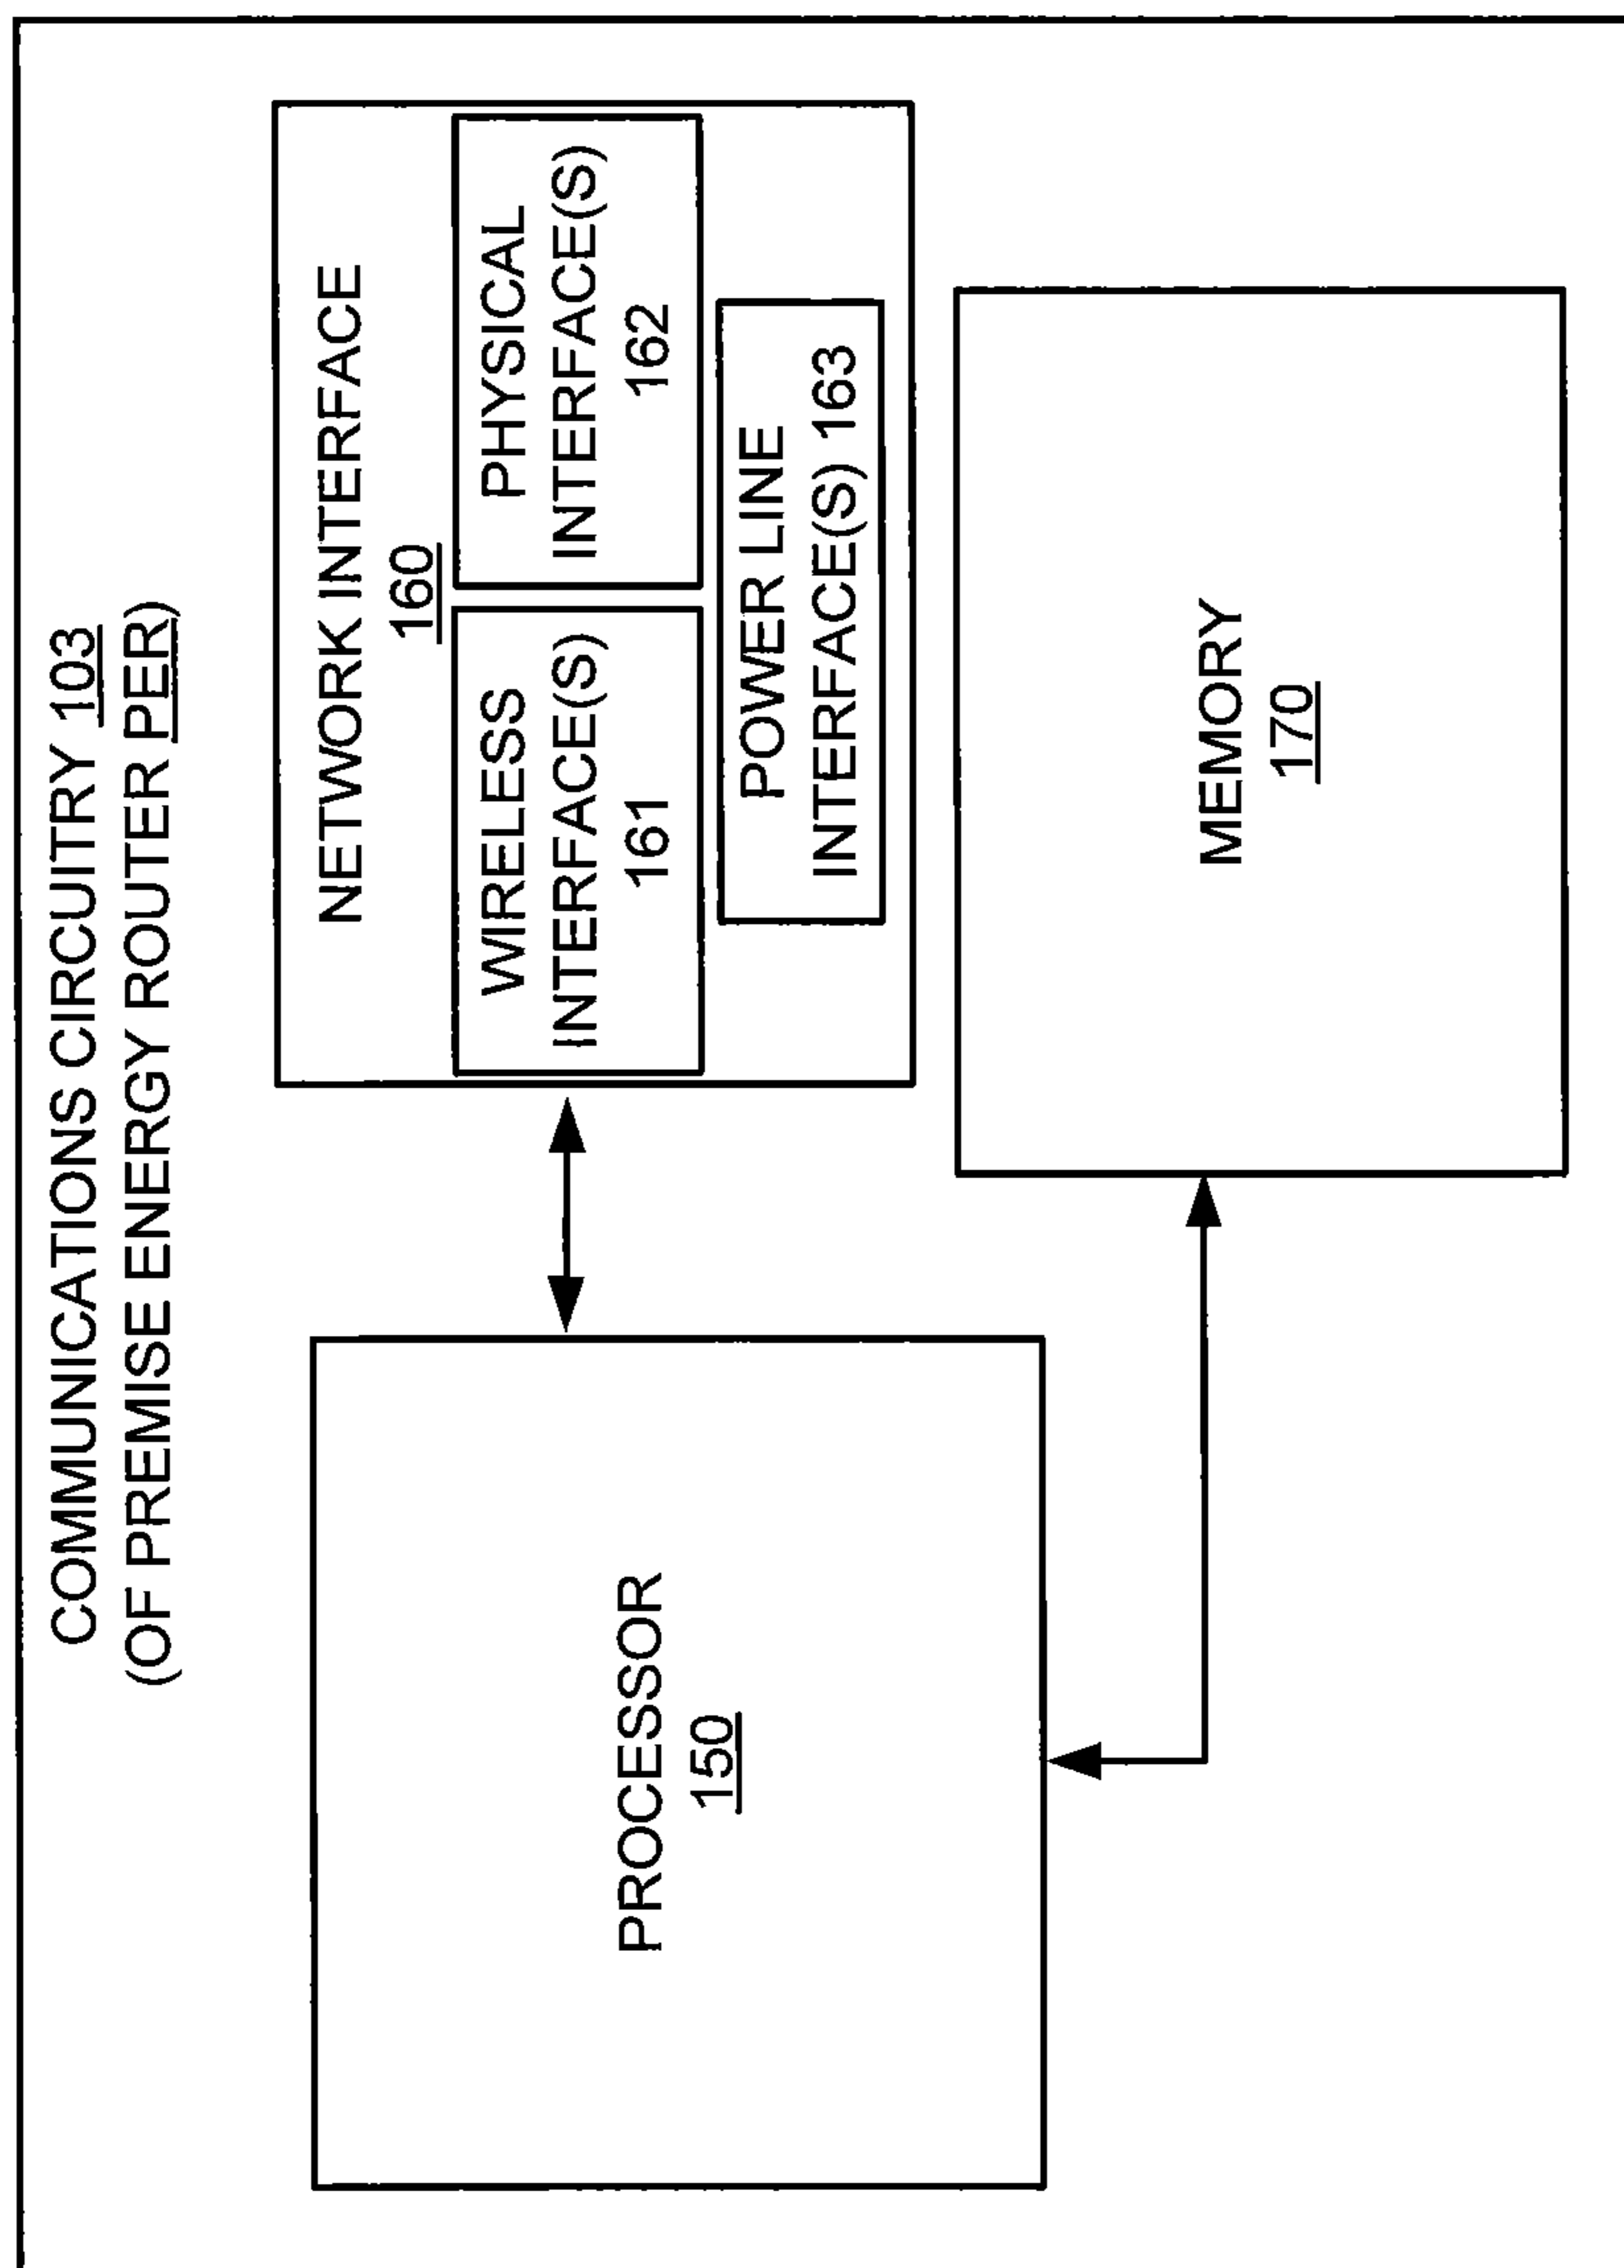 COMMUNICATIONS CIRCUITRY 103
(OF PREMISE ENERGY ROUTER PER)
PROCESSOR
150
NETWORK INTERFACE
160
WIRELESS
INTERFACE(S)
161
PHYSICAL
INTERFACE(S)
162
POWER LINE
INTERFACE(S) 163
MEMORY
170